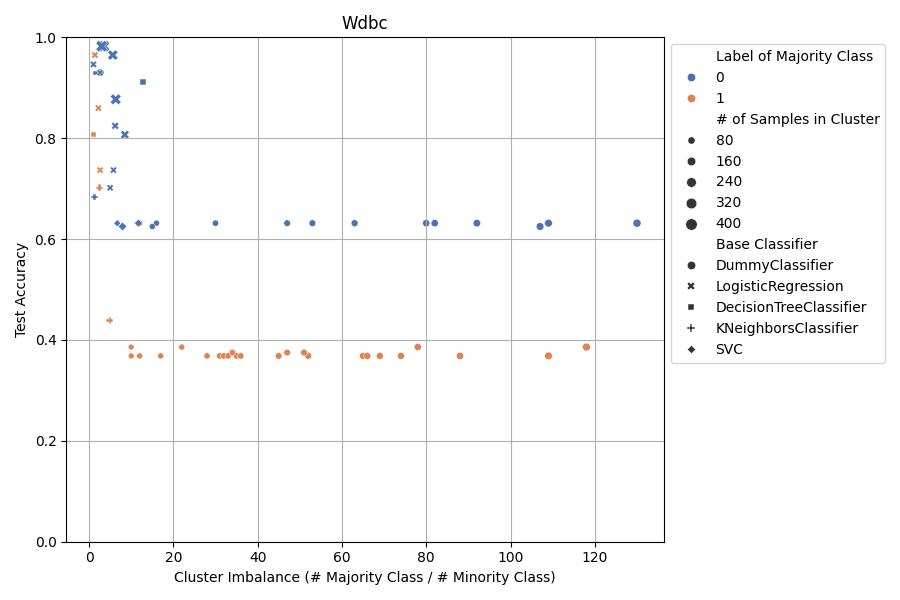 Wdbc
Test Accuracy
1.0
0.8
0.6
0.4
0.2
0.0
0
20
40
60
80
100
120
Cluster Imbalance (# Majority Class / # Minority Class)
Label of Majority Class
0
1
# of Samples in Cluster
80
160
240
320
400
Base Classifier
DummyClassifier
LogisticRegression
DecisionTreeClassifier
KNeighborsClassifier
SVC